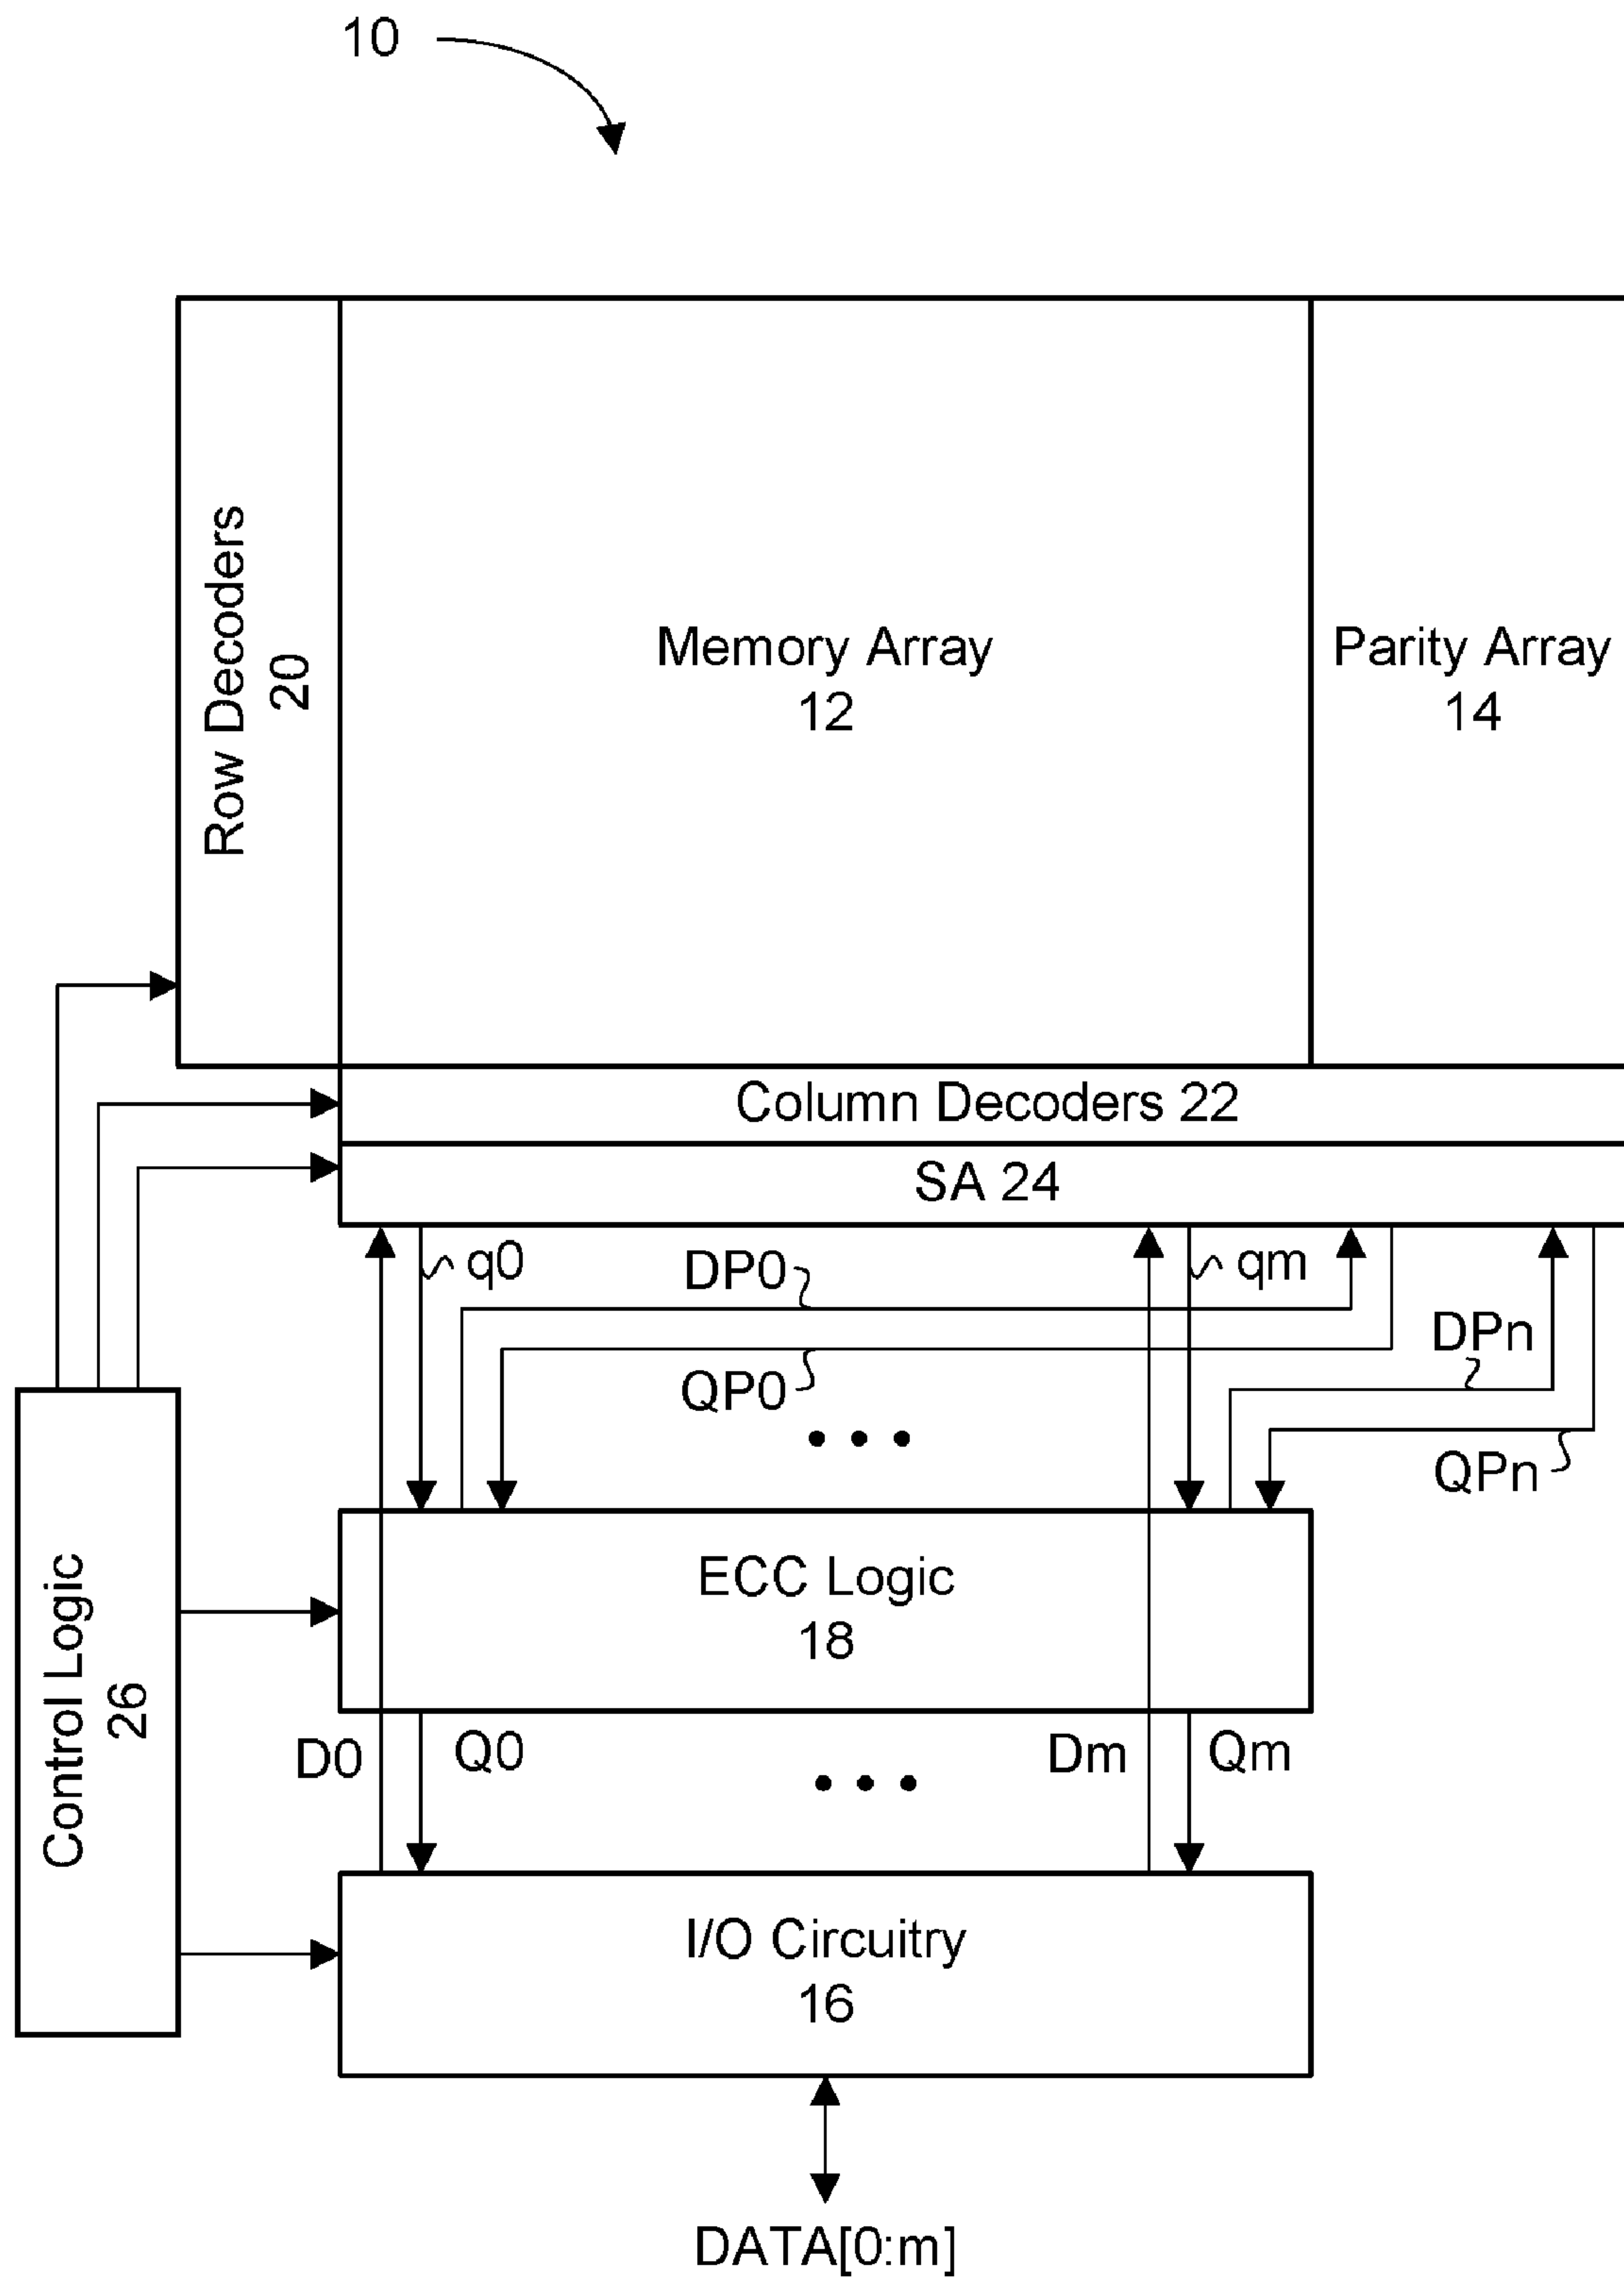 10
Row Decoders
20
Memory Array
12
Parity Array
14
Column Decoders 22
SA 24
q0
DP0
qm
DPn
QP0
QPn
Control Logic
26
ECC Logic
18
D0
Q0
Dm
Qm
I/O Circuitry
16
DATA[0:m]